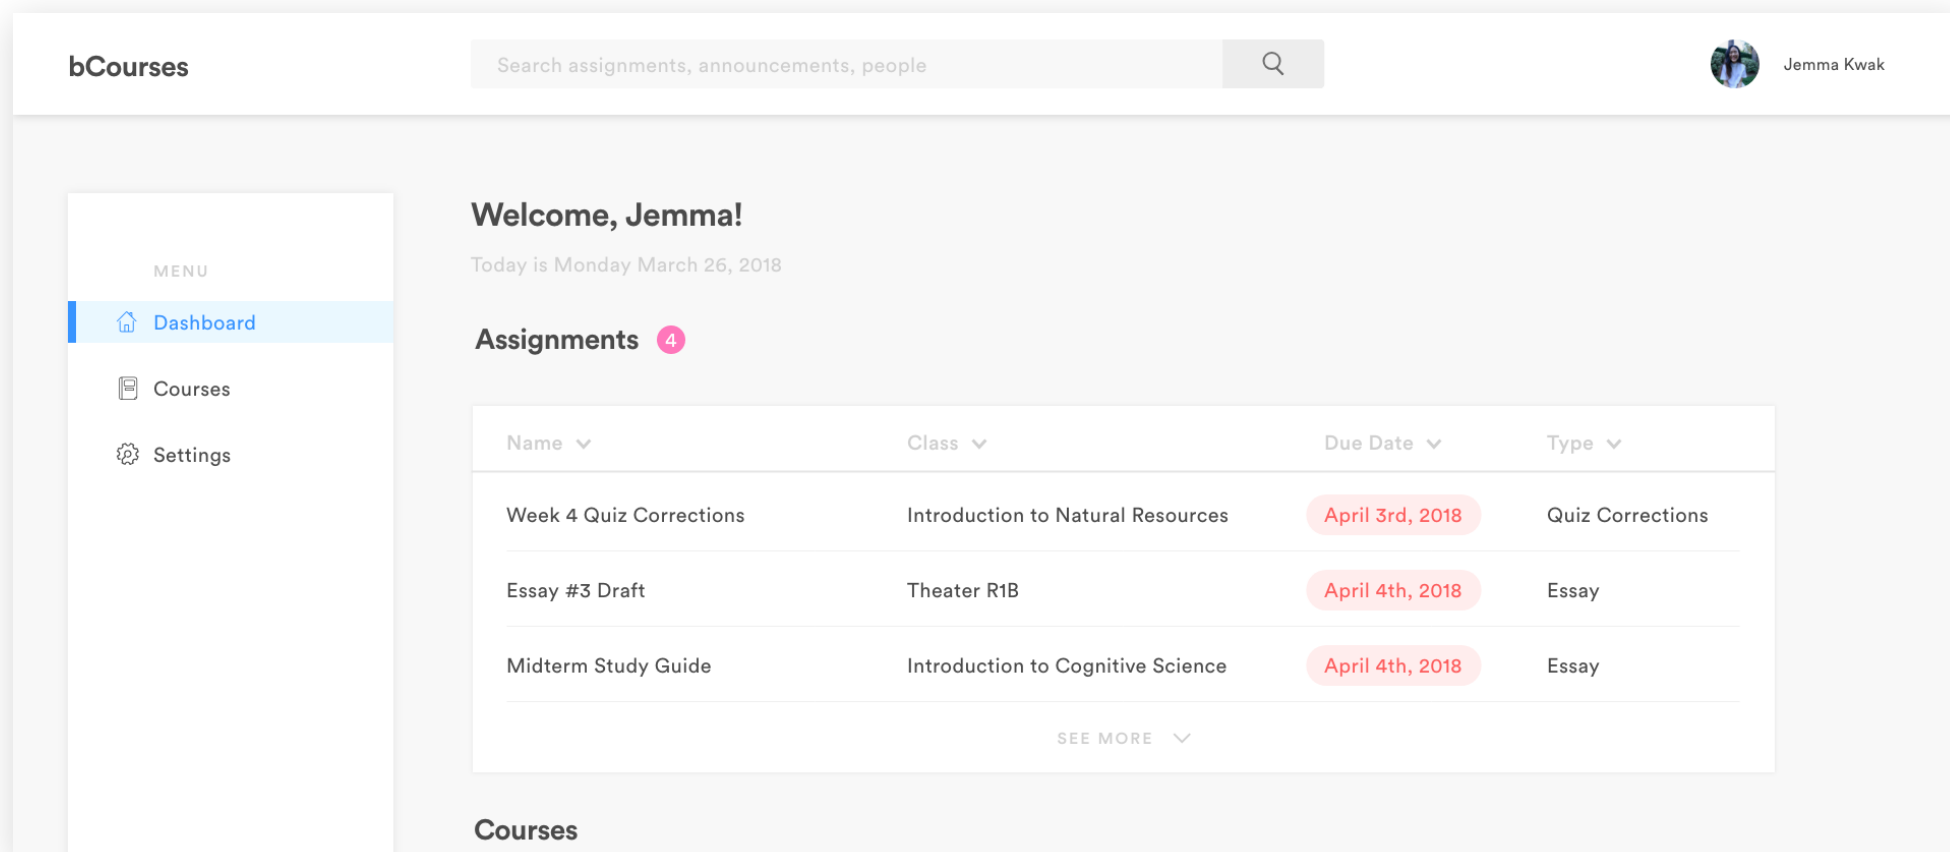 bCourses
Search assignments, announcements, people
Jemma Kwak
MENU
Dashboard
Courses
Settings
Welcome, Jemma!
Today is Monday March 26, 2018
Assignments 4
Name Class Due Date Type
Week 4 Quiz Corrections Introduction to Natural Resources April 3rd, 2018 Quiz Corrections
Essay #3 Draft Theater R1B April 4th, 2018 Essay
Midterm Study Guide Introduction to Cognitive Science April 4th, 2018 Essay
SEE MORE
Courses